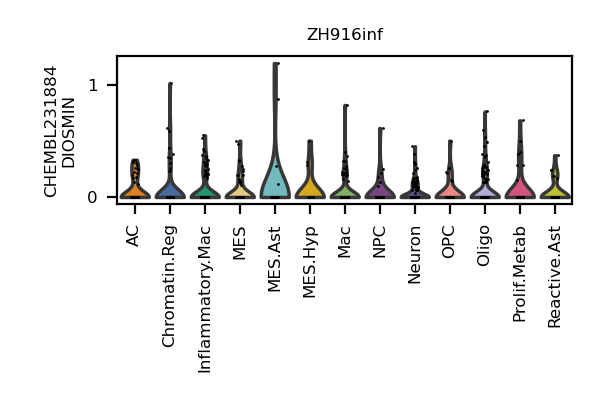 ZH916inf
CHEMBL231884
DIOSMIN
1
0
AC
Chromatin.Reg
Inflammatory.Mac
MES
MES.Ast
MES.Hyp
Mac
NPC
Neuron
OPC
Oligo
Prolif.Metab
Reactive.Ast